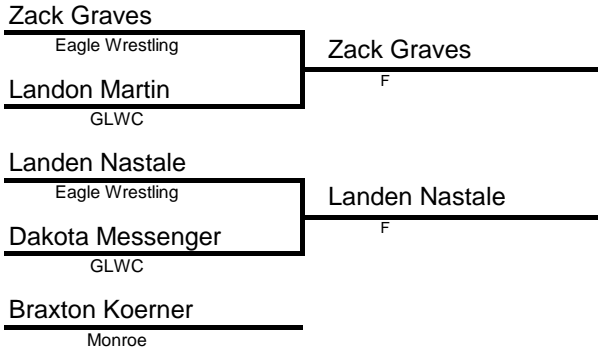 Zack Graves
Eagle Wrestling
Zack Graves
F
Landon Martin
GLWC
Landen Nastale
Eagle Wrestling
Landen Nastale
F
Dakota Messenger
GLWC
Braxton Koerner
Monroe